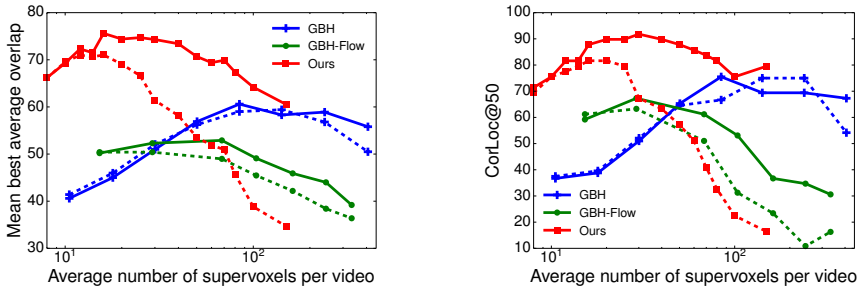 Mean best average overlap
80
70
60
50
40
30
10¹
10²
Average number of supervoxels per video
GBH
GBH-Flow
Ours
CorLoc@50
100
90
80
70
60
50
40
30
20
10
10¹
10²
Average number of supervoxels per video
GBH
GBH-Flow
Ours